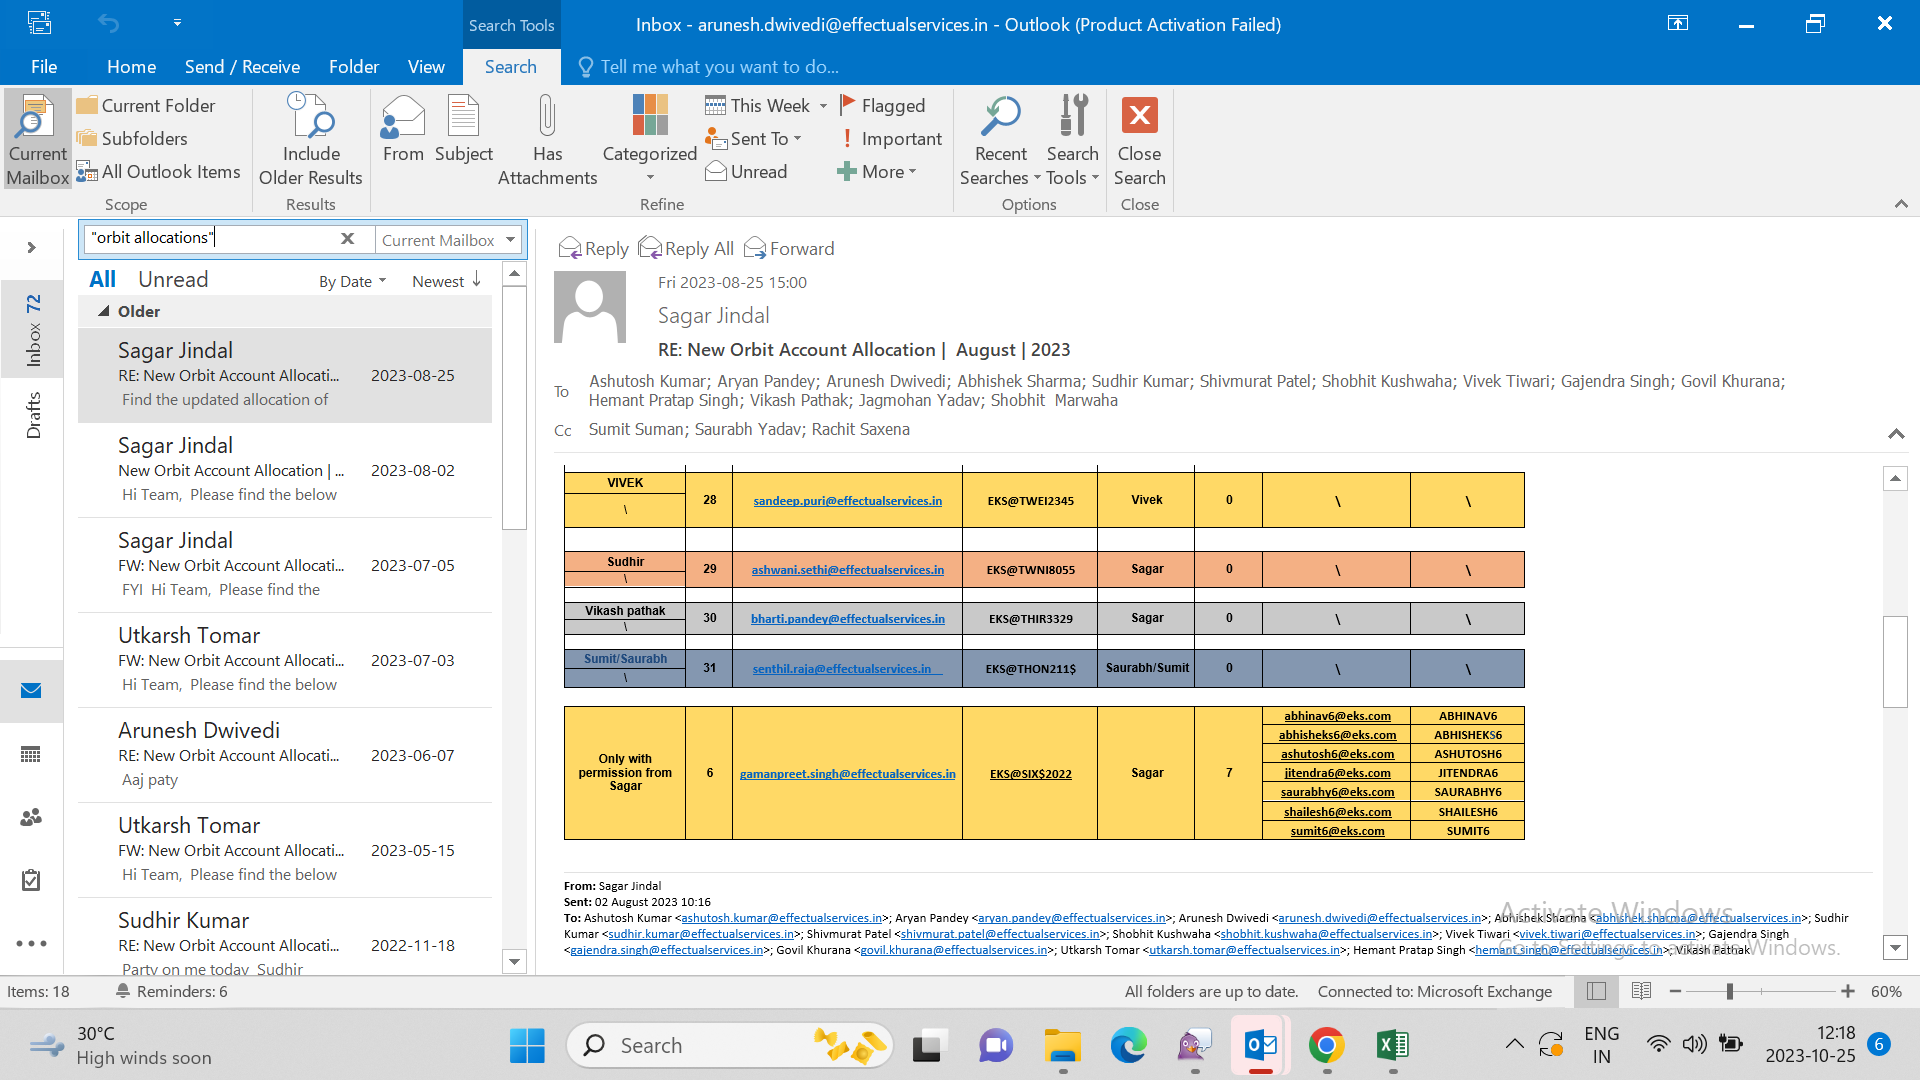 Search Tools
Inbox - arunesh.dwivedi@effectualservices.in - Outlook (Product Activation Failed)
File Home Send / Receive Folder View Search Tell me what you want to do...
Current Mailbox
Current Folder
Subfolders
All Outlook Items
Scope
Include Older Results
Results
From
Subject
Has Attachments
Categorized
This Week
Sent To
Unread
Flagged
Important
More
Refine
Recent Searches
Search Tools
Options
Close Search
Close
"orbit allocations"
Current Mailbox
All Unread By Date Newest
Older
Sagar Jindal
RE: New Orbit Account Allocati... 2023-08-25
Find the updated allocation of
Sagar Jindal
New Orbit Account Allocation | ... 2023-08-02
Hi Team, Please find the below
Sagar Jindal
FW: New Orbit Account Allocati... 2023-07-05
FYI Hi Team, Please find the
Utkarsh Tomar
FW: New Orbit Account Allocati... 2023-07-03
Hi Team, Please find the below
Arunesh Dwivedi
RE: New Orbit Account Allocati... 2023-06-07
Aaj paty
Utkarsh Tomar
FW: New Orbit Account Allocati... 2023-05-15
Hi Team, Please find the below
Sudhir Kumar
RE: New Orbit Account Allocati... 2022-11-18
Party on me today Sudhir
Inbox 72
Drafts
Reply Reply All Forward
Fri 2023-08-25 15:00
Sagar Jindal
RE: New Orbit Account Allocation | August | 2023
To Ashutosh Kumar; Aryan Pandey; Arunesh Dwivedi; Abhishek Sharma; Sudhir Kumar; Shivmurat Patel; Shobhit Kushwaha; Vivek Tiwari; Gajendra Singh; Govil Khurana;
Hemant Pratap Singh; Vikash Pathak; Jagmohan Yadav; Shobhit Marwaha
Cc Sumit Suman; Saurabh Yadav; Rachit Saxena
VIVEK
\ 28 sandeep.puri@effectualservices.in EKS@TWEI2345 Vivek 0 \ \
Sudhir
\ 29 ashwani.sethi@effectualservices.in EKS@TWNI8055 Sagar 0 \ \
Vikash pathak
\ 30 bharti.pandey@effectualservices.in EKS@THIR3329 Sagar 0 \ \
Sumit/Saurabh
\ 31 senthil.raja@effectualservices.in EKS@THON211$ Saurabh/Sumit 0 \ \
Only with permission from Sagar 6 gamanpreet.singh@effectualservices.in EKS@SIX$2022 Sagar 7
abhinav6@eks.com ABHINAV6
abhisheks6@eks.com ABHISHEKS6
ashutosh6@eks.com ASHUTOSH6
jitendra6@eks.com JITENDRA6
saurabhy6@eks.com SAURABHY6
shailesh6@eks.com SHAILESH6
sumit6@eks.com SUMIT6
From: Sagar Jindal
Sent: 02 August 2023 10:16
To: Ashutosh Kumar <ashutosh.kumar@effectualservices.in>; Aryan Pandey <aryan.pandey@effectualservices.in>; Arunesh Dwivedi <arunesh.dwivedi@effectualservices.in>; Abhishek Sharma <abhishek.sharma@effectualservices.in>; Sudhir
Kumar <sudhir.kumar@effectualservices.in>; Shivmurat Patel <shivmurat.patel@effectualservices.in>; Shobhit Kushwaha <shobhit.kushwaha@effectualservices.in>; Vivek Tiwari <vivek.tiwari@effectualservices.in>; Gajendra Singh
<gajendra.singh@effectualservices.in>; Govil Khurana <govil.khurana@effectualservices.in>; Utkarsh Tomar <utkarsh.tomar@effectualservices.in>; Hemant Pratap Singh <hemant.singh@effectualservices.in>; Vikash Pathak
Activate Windows
Go to Settings to activate Windows.
Items: 18 Reminders: 6 All folders are up to date. Connected to: Microsoft Exchange 60%
30°C
High winds soon
Search
ENG
IN
12:18
2023-10-25
6